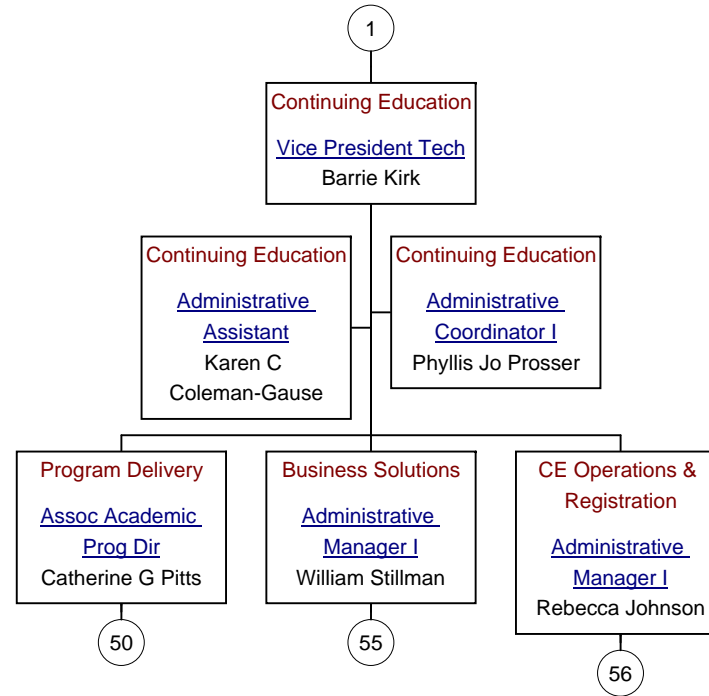 1
Continuing Education
Vice President Tech
Barrie Kirk
Continuing Education
Administrative
Assistant
Karen C
Coleman-Gause
Continuing Education
Administrative
Coordinator I
Phyllis Jo Prosser
Program Delivery
Assoc Academic
Prog Dir
Catherine G Pitts
50
Business Solutions
Administrative
Manager I
William Stillman
55
CE Operations &
Registration
Administrative
Manager I
Rebecca Johnson
56